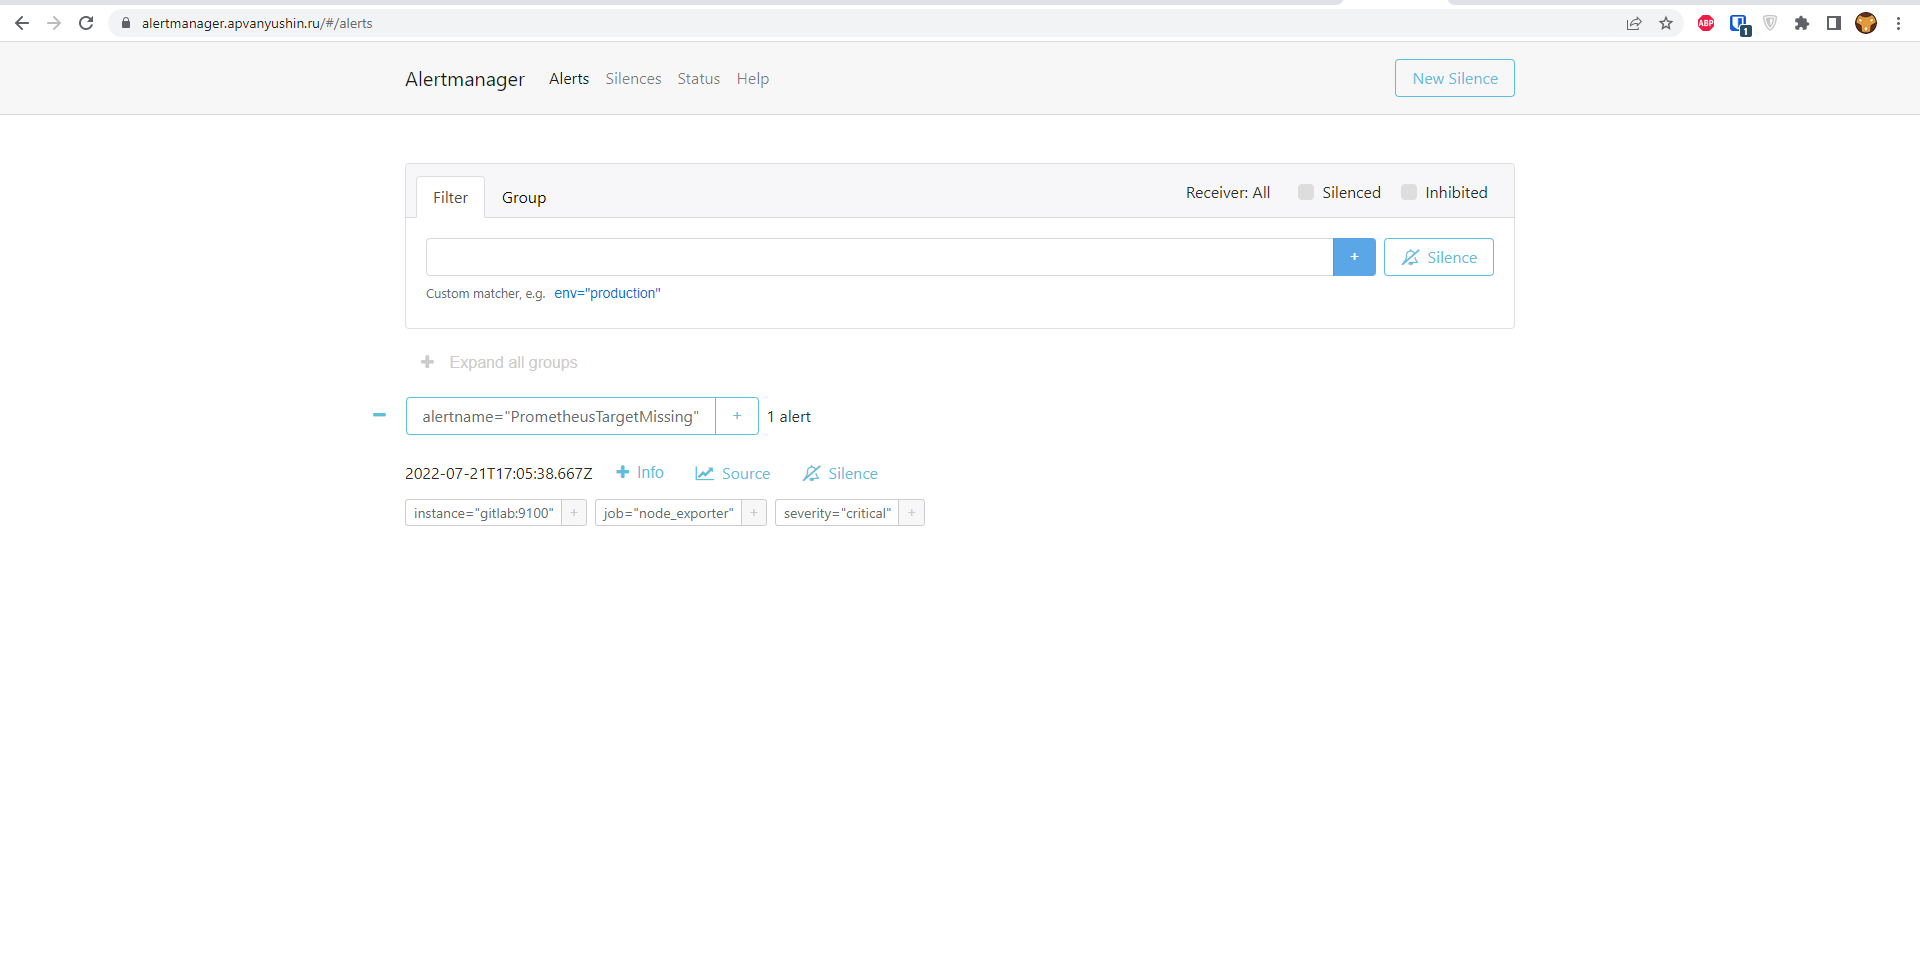 alertmanager.apvanyushin.ru/#/alerts
ABP
1
Alertmanager Alerts Silences Status Help New Silence
Filter Group Receiver: All Silenced Inhibited
+ Silence
Custom matcher, e.g. env="production"
+ Expand all groups
alertname="PrometheusTargetMissing" + 1 alert
2022-07-21T17:05:38.667Z + Info Source Silence
instance="gitlab:9100" + job="node_exporter" + severity="critical" +